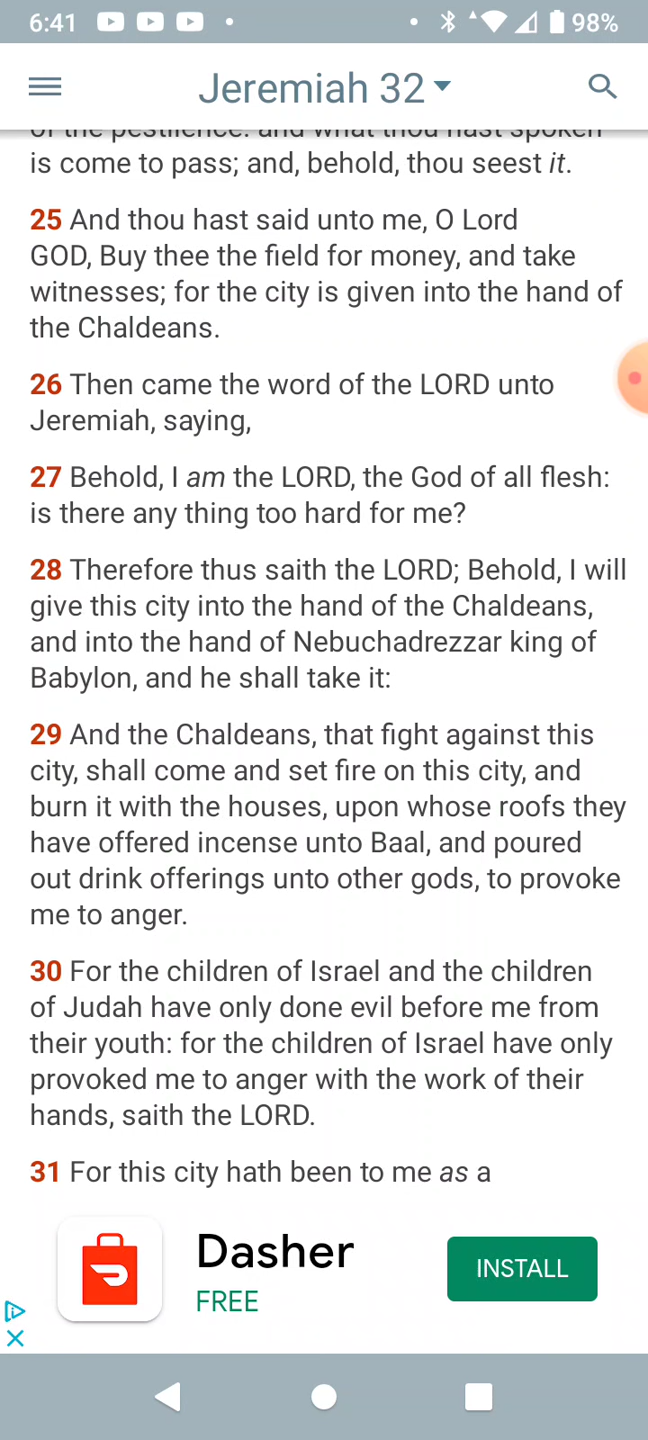 6:41
98%
Jeremiah 32
of the pestilence: and what thou hast spoken
is come to pass; and, behold, thou seest it.
25 And thou hast said unto me, O Lord
GOD, Buy thee the field for money, and take
witnesses; for the city is given into the hand of
the Chaldeans.
26 Then came the word of the LORD unto
Jeremiah, saying,
27 Behold, I am the LORD, the God of all flesh:
is there any thing too hard for me?
28 Therefore thus saith the LORD; Behold, I will
give this city into the hand of the Chaldeans,
and into the hand of Nebuchadrezzar king of
Babylon, and he shall take it:
29 And the Chaldeans, that fight against this
city, shall come and set fire on this city, and
burn it with the houses, upon whose roofs they
have offered incense unto Baal, and poured
out drink offerings unto other gods, to provoke
me to anger.
30 For the children of Israel and the children
of Judah have only done evil before me from
their youth: for the children of Israel have only
provoked me to anger with the work of their
hands, saith the LORD.
31 For this city hath been to me as a
Dasher
FREE
INSTALL